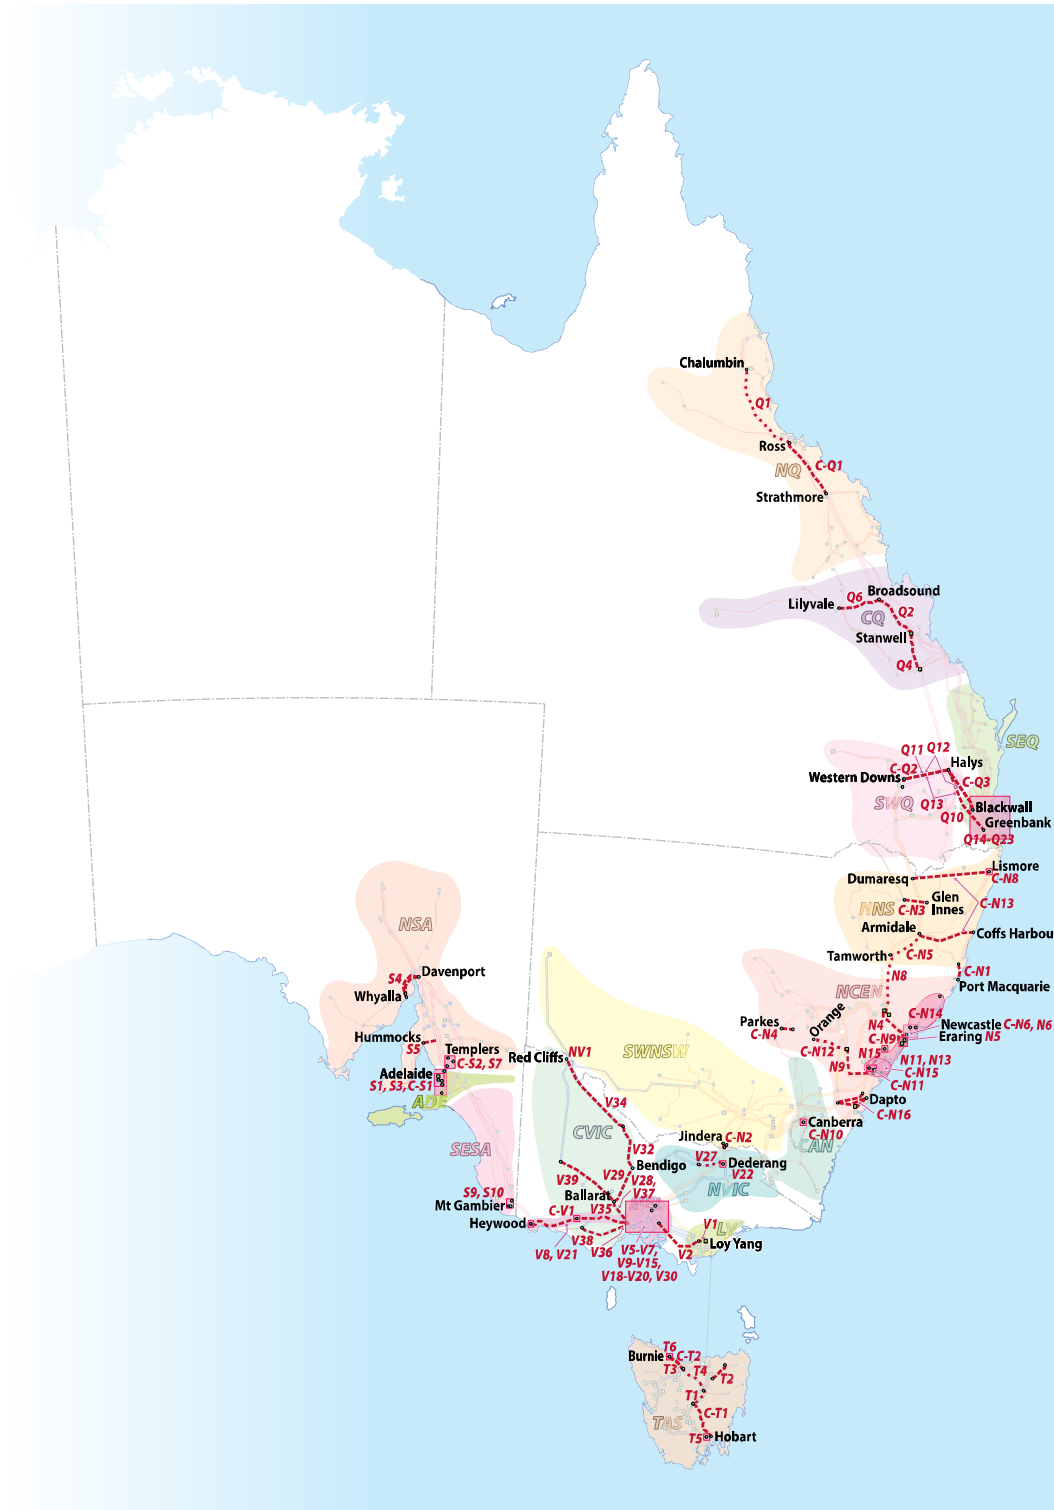 Chalumbin
Q1
Ross
C-Q1
NQ
Strathmore
Broadsound
Q6
Lilyvale
Q2
CQ
Stanwell
Q4
SEQ
Q11 Q12
Halys
C-Q2
Western Downs
C-Q3
SWQ
Q13
Blackwall
Q10
Greenbank
Q14-Q23
Lismore
Dumaresq
C-N8
Glen
Innes
C-N3
NNS
C-N13
NSA
Armidale
Coffs Harbou
Tamworth
C-N5
Davenport
S4
N8
C-N1
Port Macquarie
Whyalla
NCEN
C-N14
Orange
Parkes
C-N4
N4
Newcastle C-N6, N6
Hummocks
S5
C-N9
Eraring N5
Templers
C-S2, S7
Red Cliffs
NV1
SWNSW
C-N12
N15
N11, N13
N9
C-N15
Adelaide
S1, S3, C-S1
C-N11
ADE
V34
Dapto
C-N16
CVIC
Canberra
C-N10
Jindera
C-N2
CAN
SESA
V32
V27
Dederang
V22
Bendigo
V29
V28,
V37
V39
NVIC
S9, S10
Mt Gambier
Ballarat
V35
C-V1
Heywood
V1
LV
Loy Yang
V38
V36
V8, V21
V5-V7,
V9-V15,
V18-V20, V30
V2
T6
Burnie
C-T2
T3
T4
T2
T1
C-T1
TAS
T5
Hobart